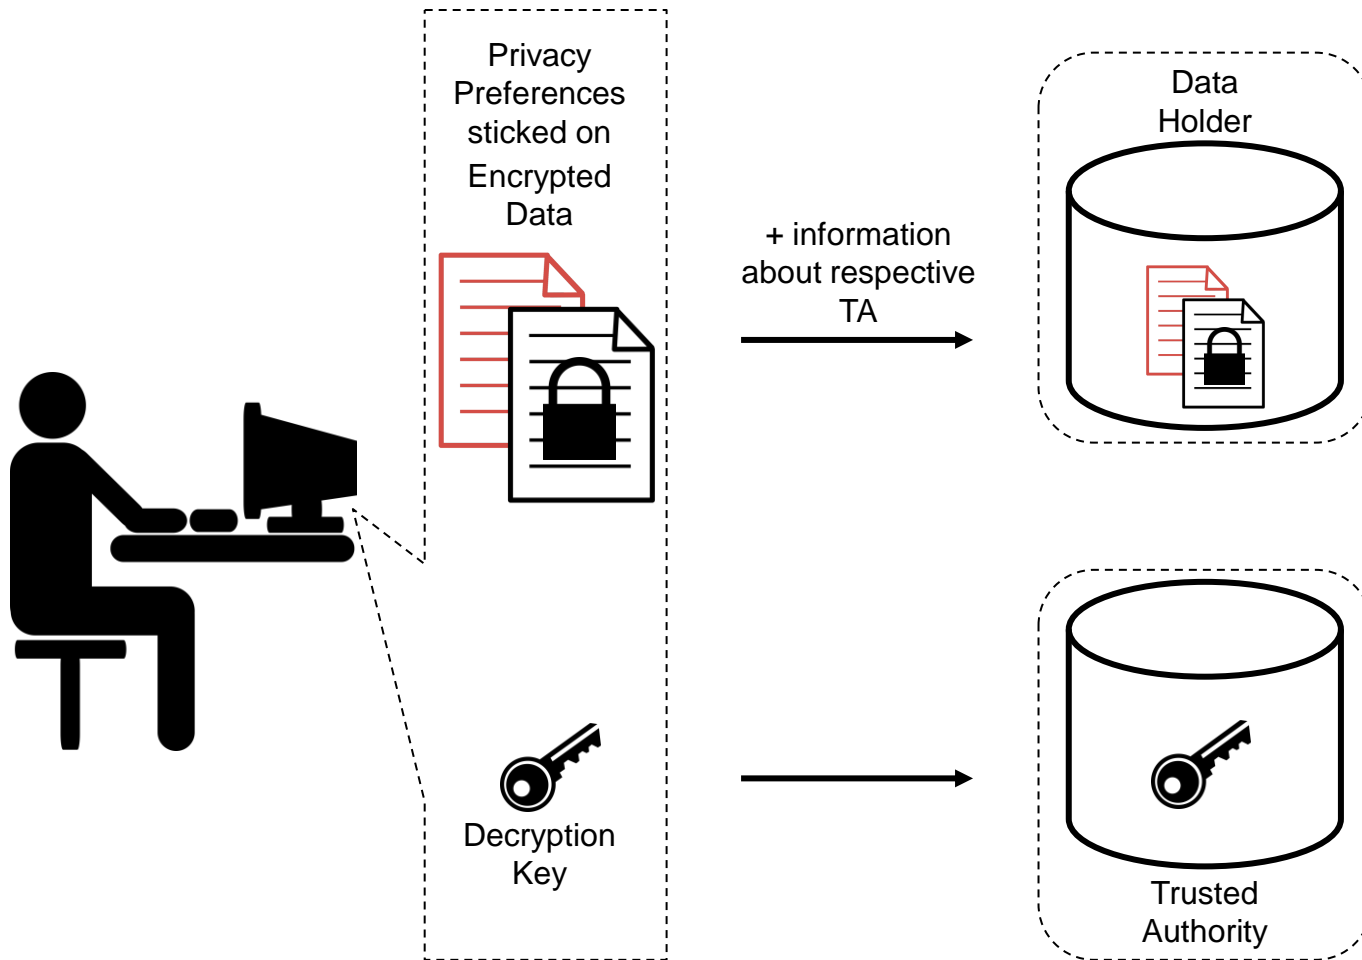 Privacy
Preferences
sticked on
Encrypted
Data
+ information
about respective
TA
Data
Holder
Decryption
Key
Trusted
Authority